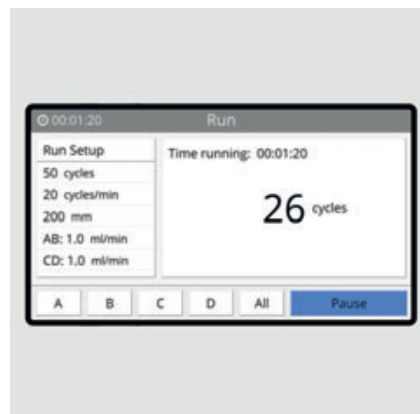 00:01:20 Run
Run Setup
50 cycles
20 cycles/min
200 mm
AB: 1.0 ml/min
CD: 1.0 ml/min
Time running: 00:01:20
26 cycles
A B C D All Pause